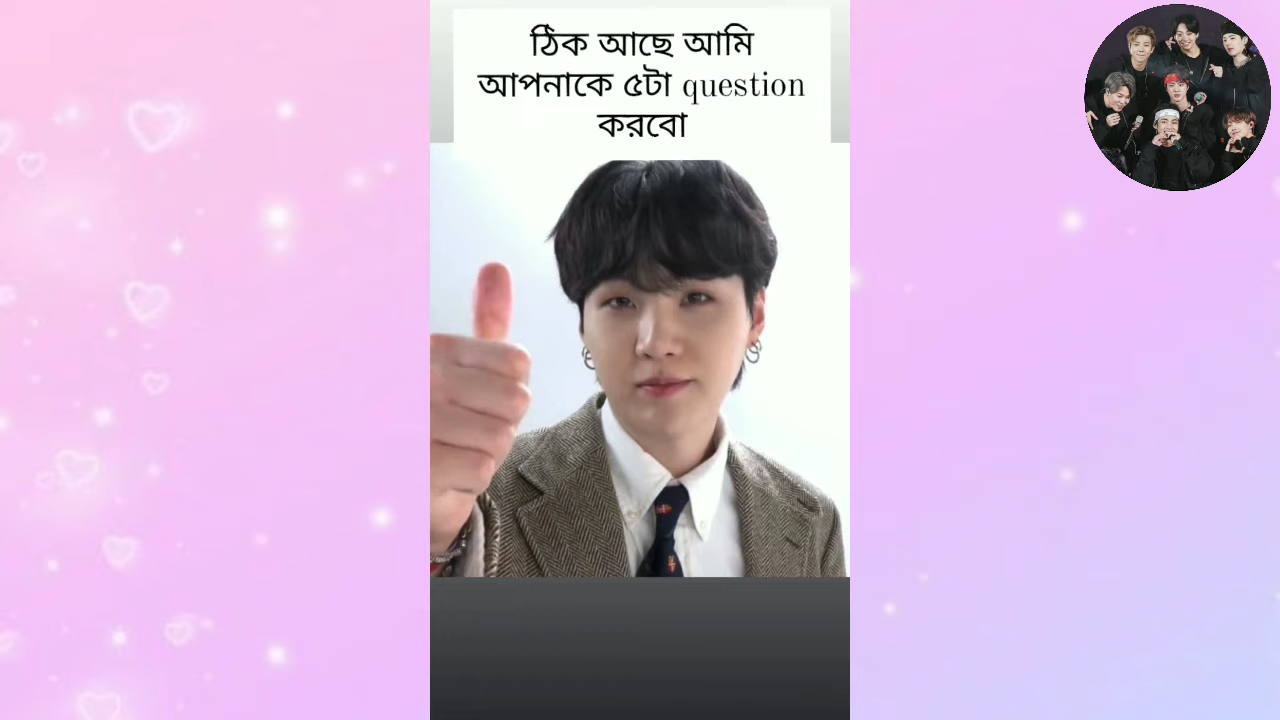 ঠিক আছে আমি
আপনাকে ৫টা question
করবো